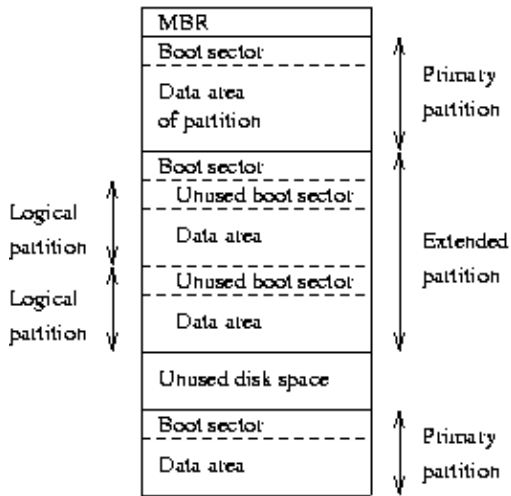 MBR
Boot sector
Data area
of partition
Primary
partition
Boot sector
Unused boot sector
Data area
Logical
partition
Unused boot sector
Data area
Logical
partition
Extended
partition
Unused disk space
Boot sector
Data area
Primary
partition